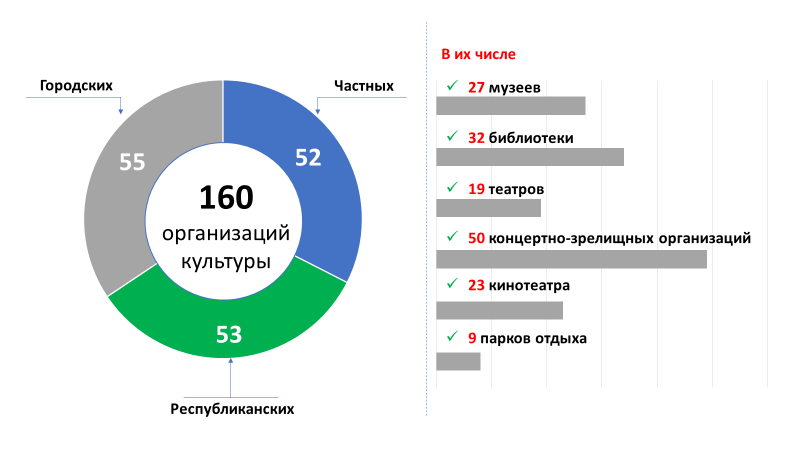 Городских
Частных
55
52
160
организаций
культуры
53
Республиканских
В их числе
✓ 27 музеев
✓ 32 библиотеки
✓ 19 театров
✓ 50 концертно-зрелищных организаций
✓ 23 кинотеатра
✓ 9 парков отдыха